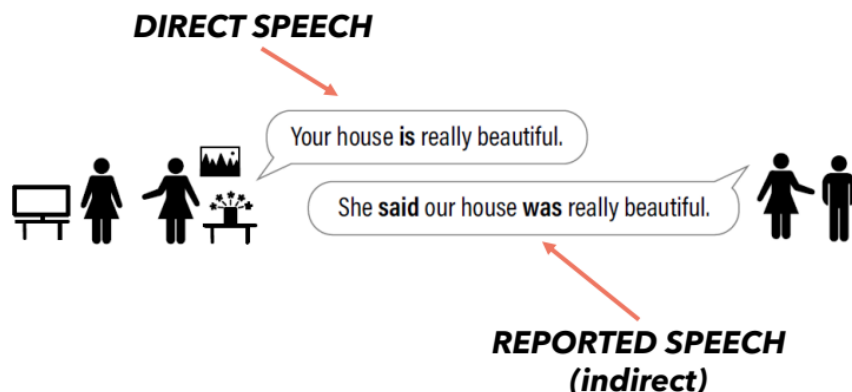 DIRECT SPEECH
Your house is really beautiful.
She said our house was really beautiful.
REPORTED SPEECH
(indirect)